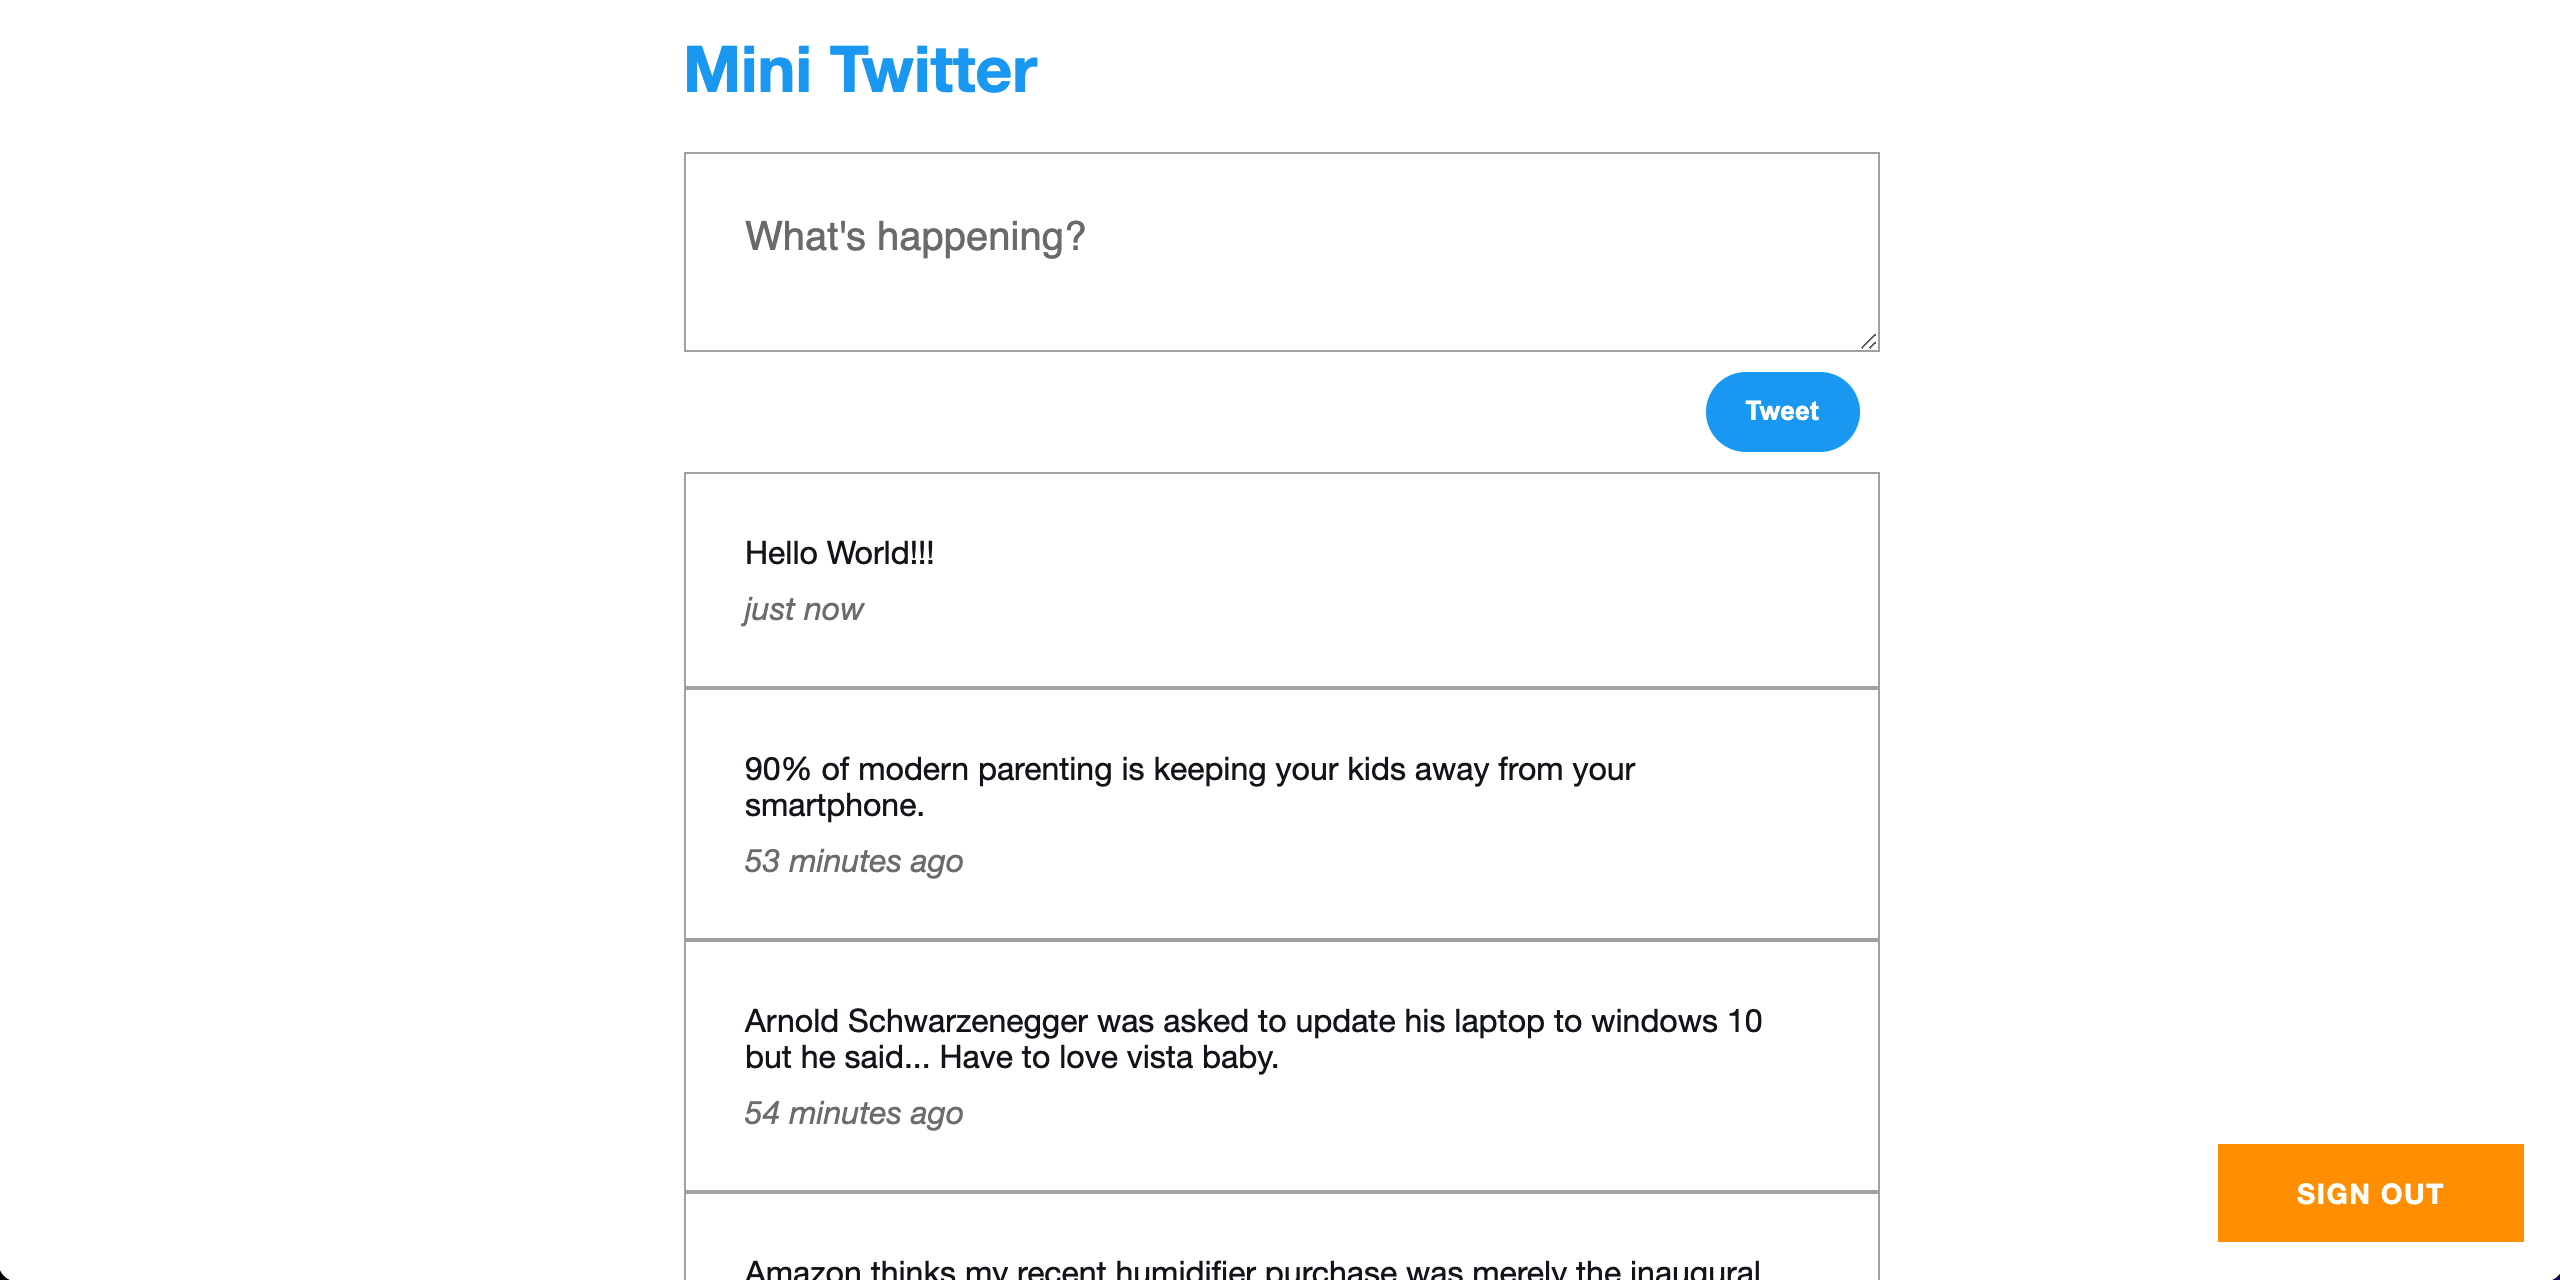 Mini Twitter
What's happening?
Tweet
Hello World!!!
just now
90% of modern parenting is keeping your kids away from your
smartphone.
53 minutes ago
Arnold Schwarzenegger was asked to update his laptop to windows 10
but he said... Have to love vista baby.
54 minutes ago
SIGN OUT
Amazon thinks my recent humidifier purchase was merely the inaugural